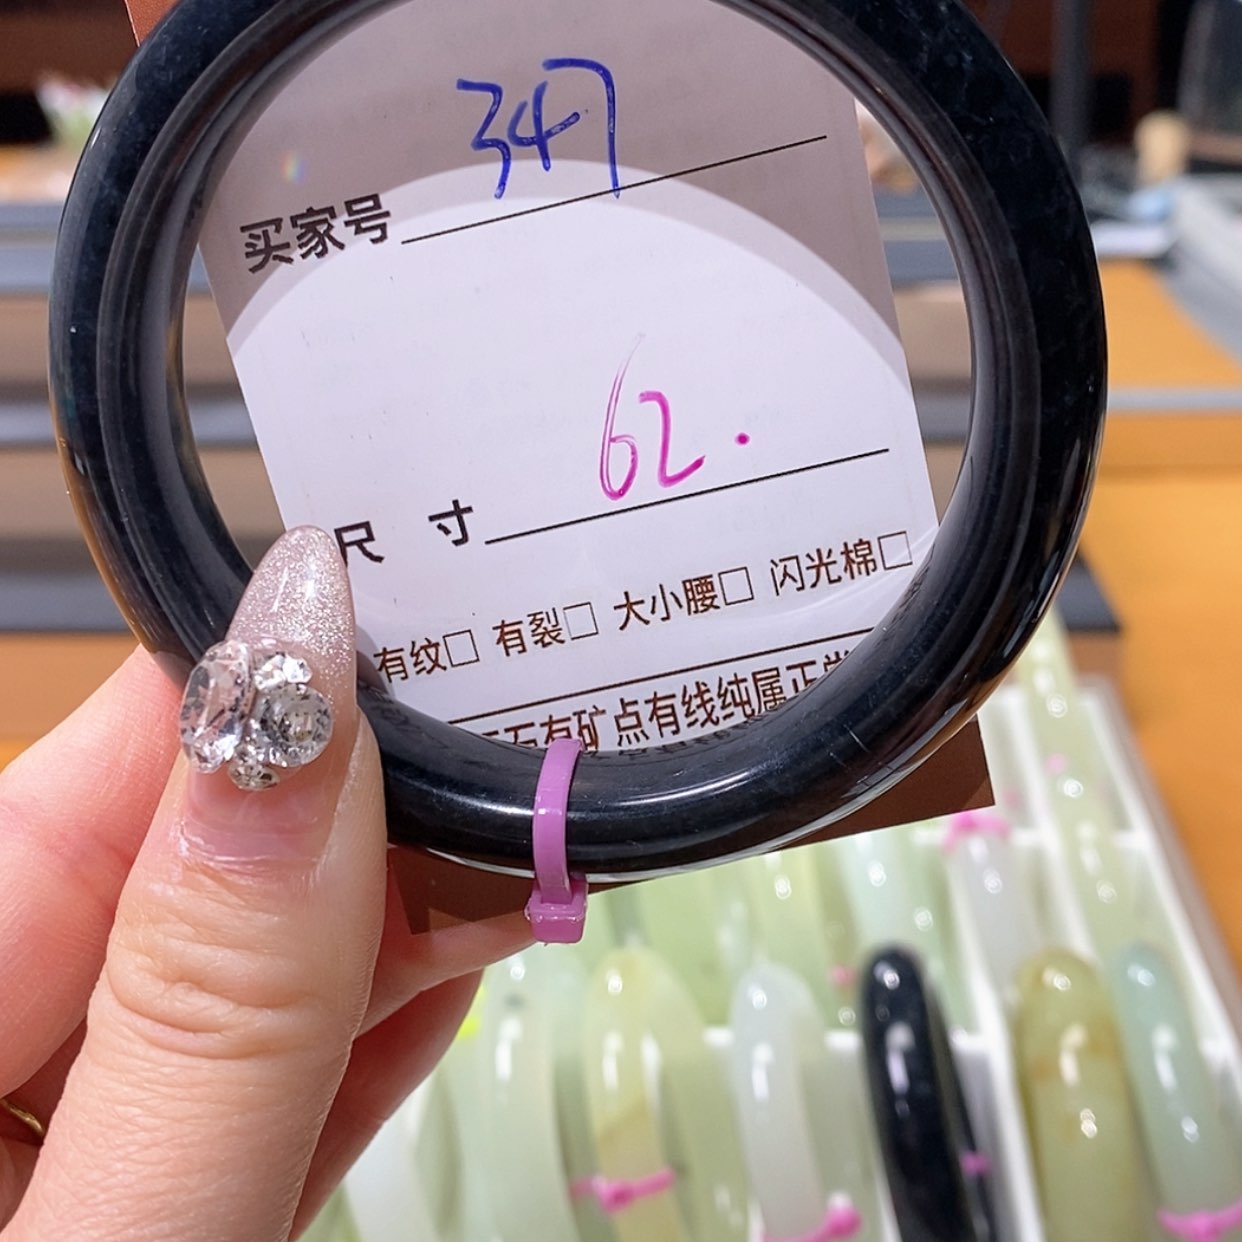 买家号 347
尺 寸 62.
有纹□ 有裂□ 大小腰□ 闪光棉□
石有矿点有线纯属正常